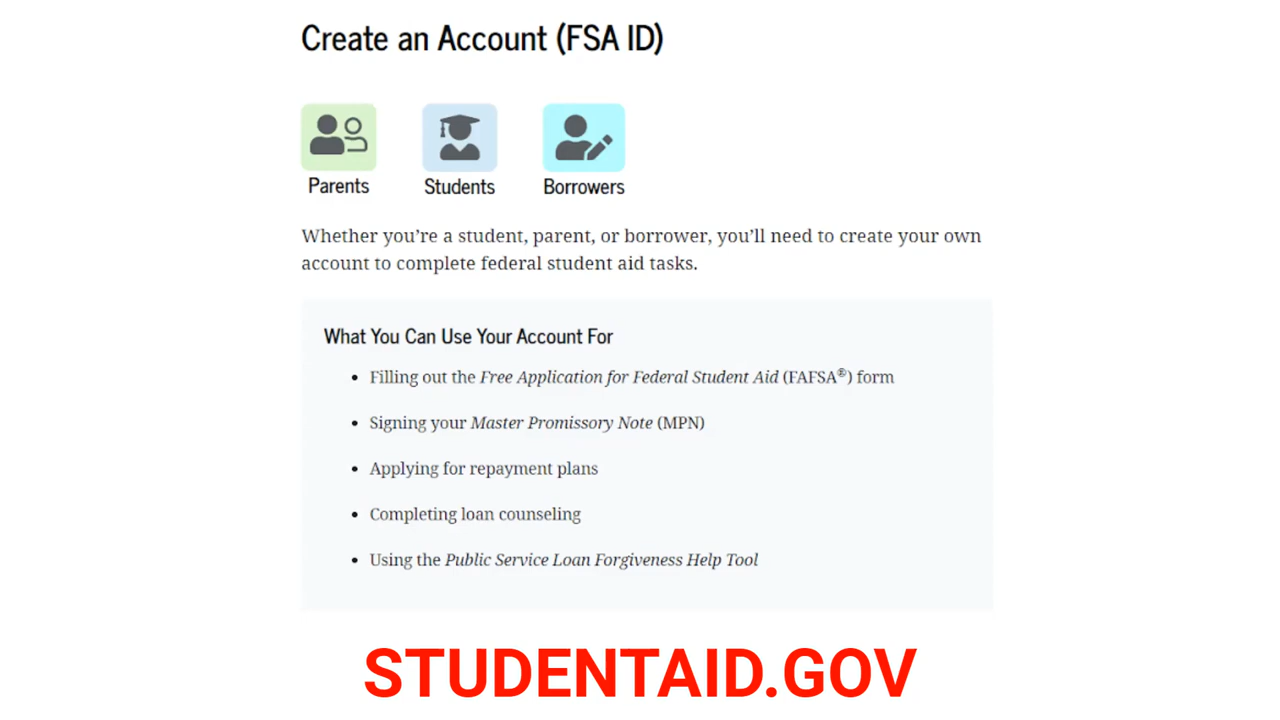 Create an Account (FSA ID)
Parents
Students
Borrowers
Whether you’re a student, parent, or borrower, you’ll need to create your own
account to complete federal student aid tasks.
What You Can Use Your Account For
• Filling out the Free Application for Federal Student Aid (FAFSA®) form
• Signing your Master Promissory Note (MPN)
• Applying for repayment plans
• Completing loan counseling
• Using the Public Service Loan Forgiveness Help Tool
STUDENTAID.GOV